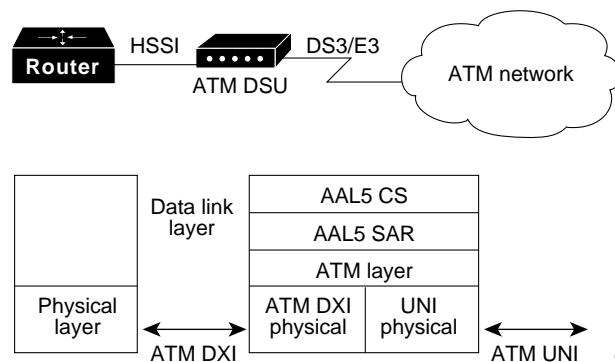 HSSI
DS3/E3
Router
ATM DSU
ATM network
Data link
layer
AAL5 CS
AAL5 SAR
ATM layer
Physical
layer
ATM DXI
physical
UNI
physical
ATM DXI
ATM UNI